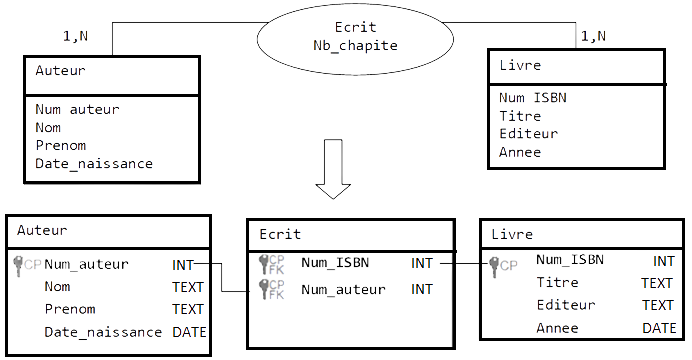 Ecrit
Nb_chapite
1,N
1,N
Auteur
Num auteur
Nom
Prenom
Date_naissance
Livre
Num ISBN
Titre
Editeur
Annee
Auteur
CP Num_auteur INT
Nom TEXT
Prenom TEXT
Date_naissance DATE
Ecrit
CP FK Num_ISBN INT
CP FK Num_auteur INT
Livre
CP Num_ISBN INT
Titre TEXT
Editeur TEXT
Annee DATE